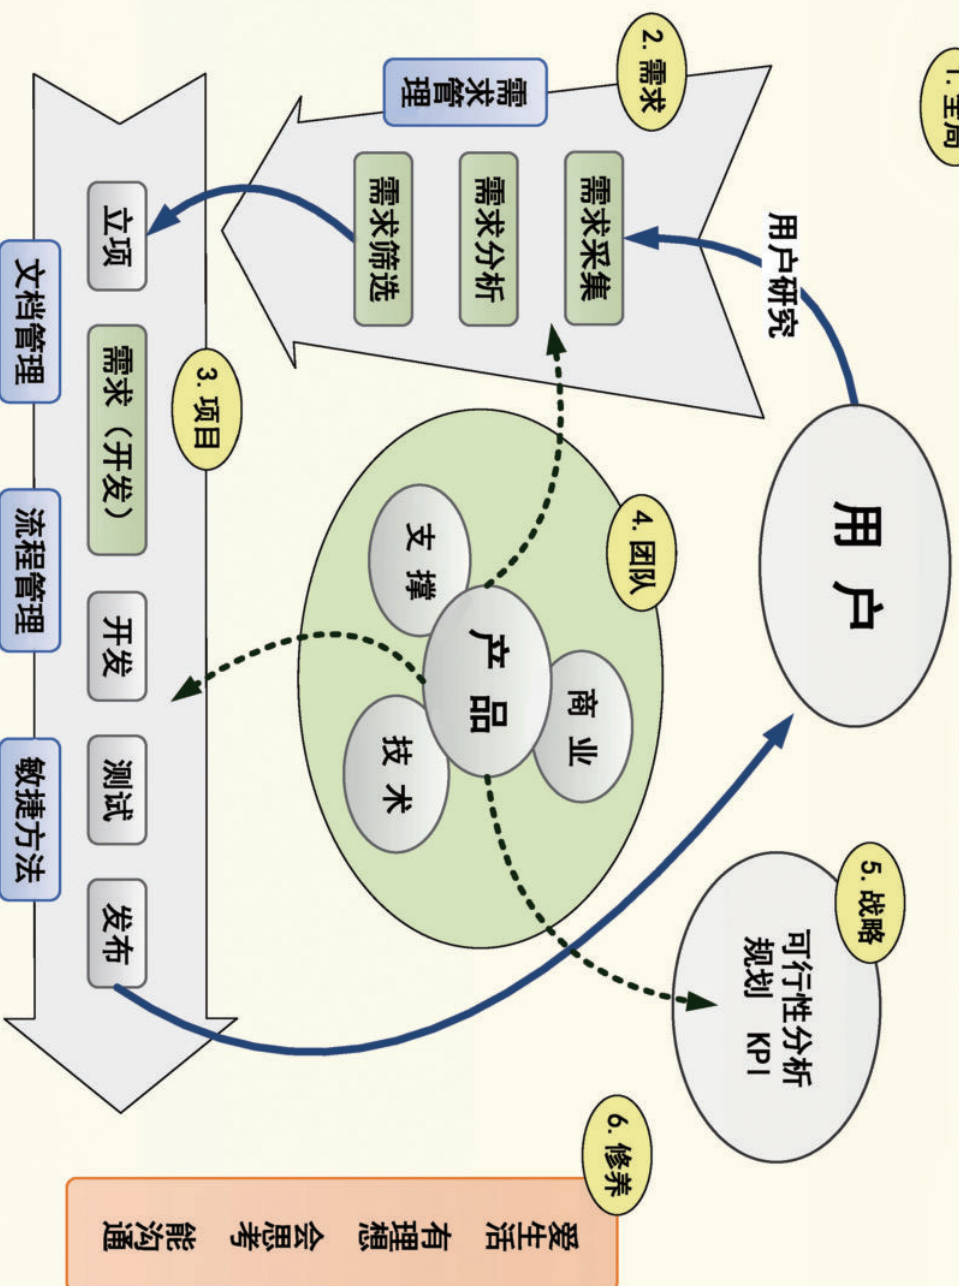 1. 全局
用户
用户研究
2. 需求
需求采集
需求分析
需求筛选
需求管理
4. 团队
商业
产品
支撑
技术
5. 战略
可行性分析
规划 KPI
3. 项目
立项
需求（开发）
开发
测试
发布
文档管理
流程管理
敏捷方法
6. 修养
爱生活
有理想
会思考
能沟通